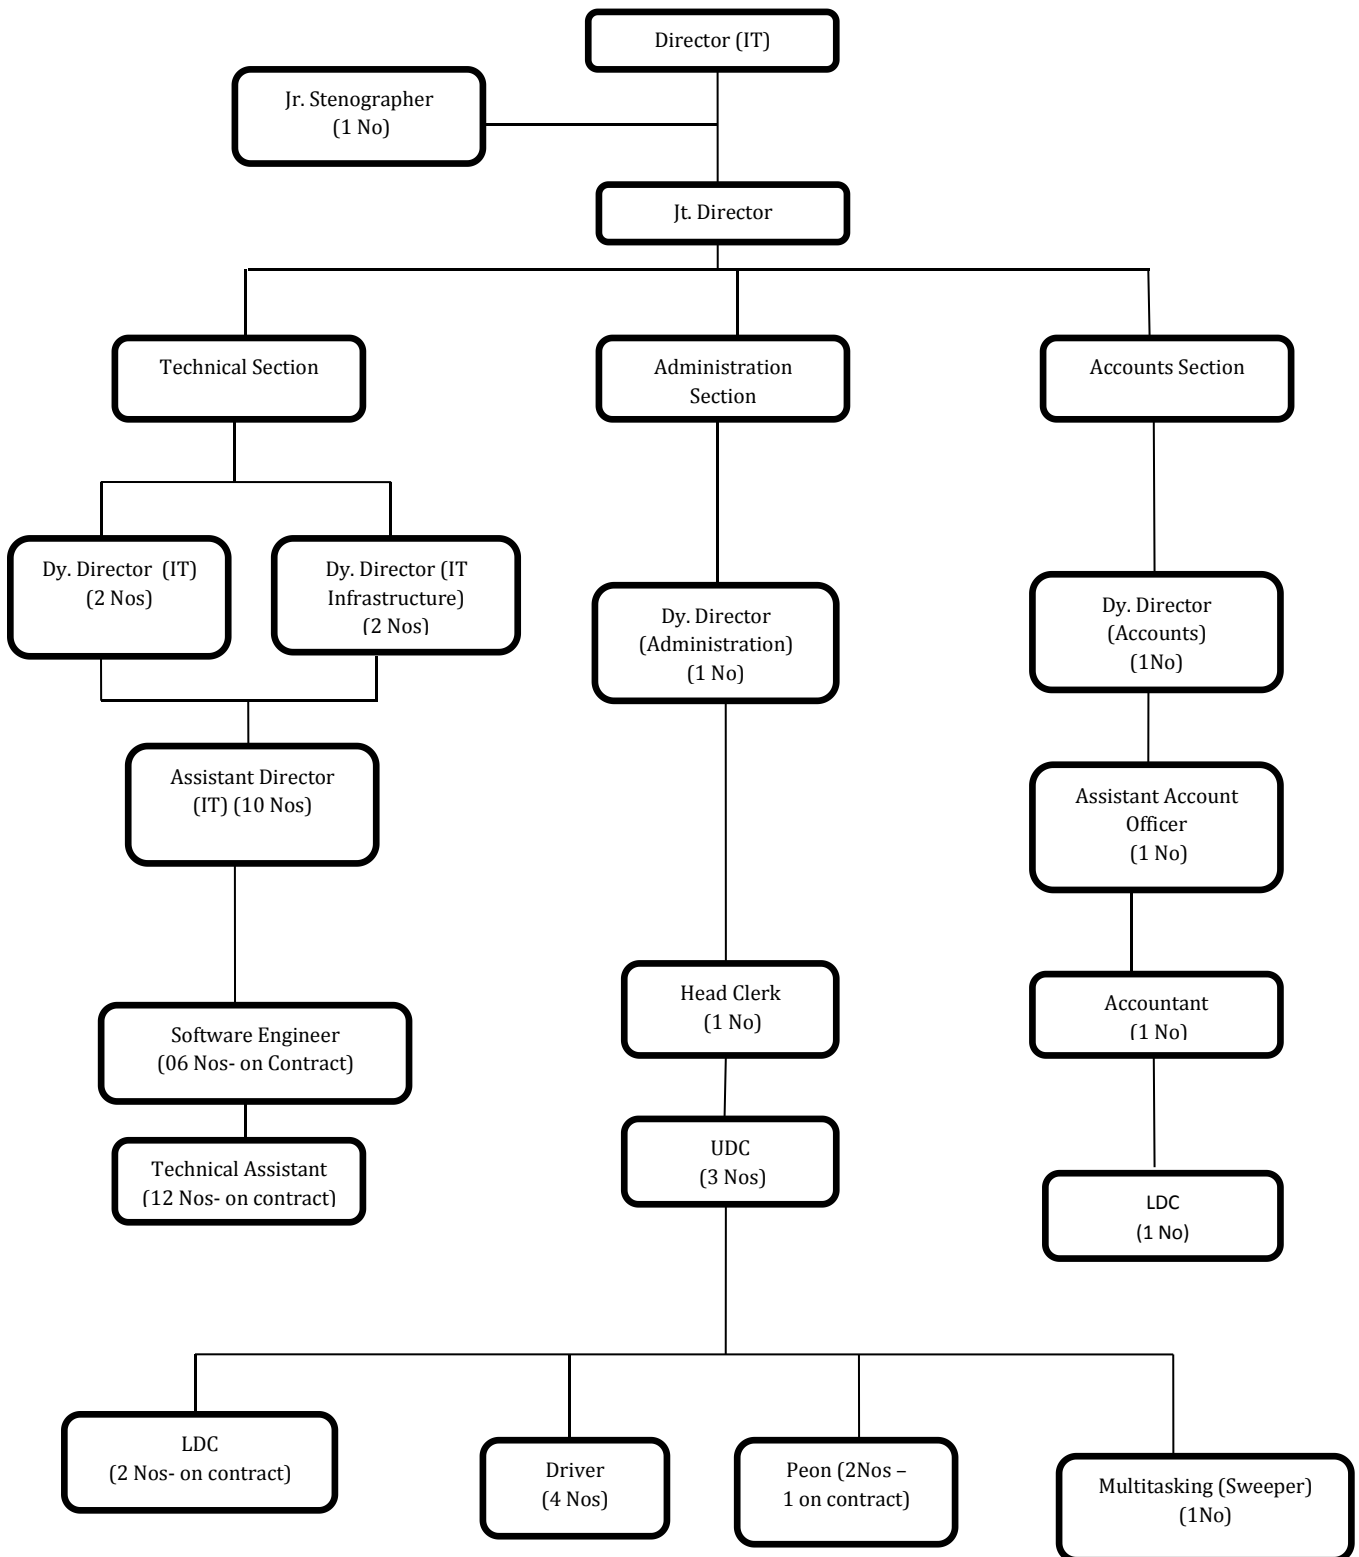 Director (IT)
Jr. Stenographer
(1 No)
Jt. Director
Technical Section
Administration
Section
Accounts Section
Dy. Director  (IT)
(2 Nos)
Dy. Director (IT
Infrastructure)
(2 Nos)
Dy. Director
(Administration)
(1 No)
Dy. Director
(Accounts)
(1No)
Assistant Director
(IT) (10 Nos)
Assistant Account
Officer
(1 No)
Head Clerk
(1 No)
Accountant
(1 No)
Software Engineer
(06 Nos- on Contract)
UDC
(3 Nos)
Technical Assistant
(12 Nos- on contract)
LDC
(1 No)
LDC
(2 Nos- on contract)
Driver
(4 Nos)
Peon (2Nos –
1 on contract)
Multitasking (Sweeper)
(1No)